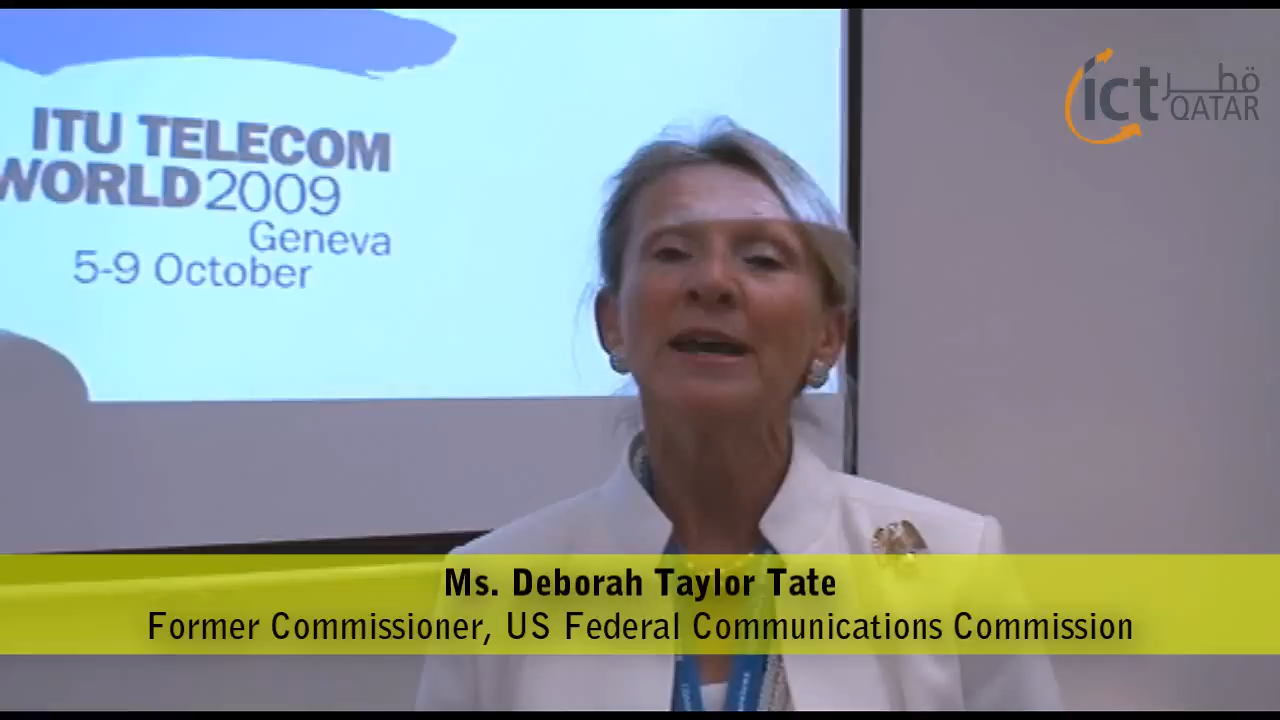 ITU TELECOM
WORLD 2009
Geneva
5-9 October
ict قطر
QATAR
Ms. Deborah Taylor Tate
Former Commissioner, US Federal Communications Commission